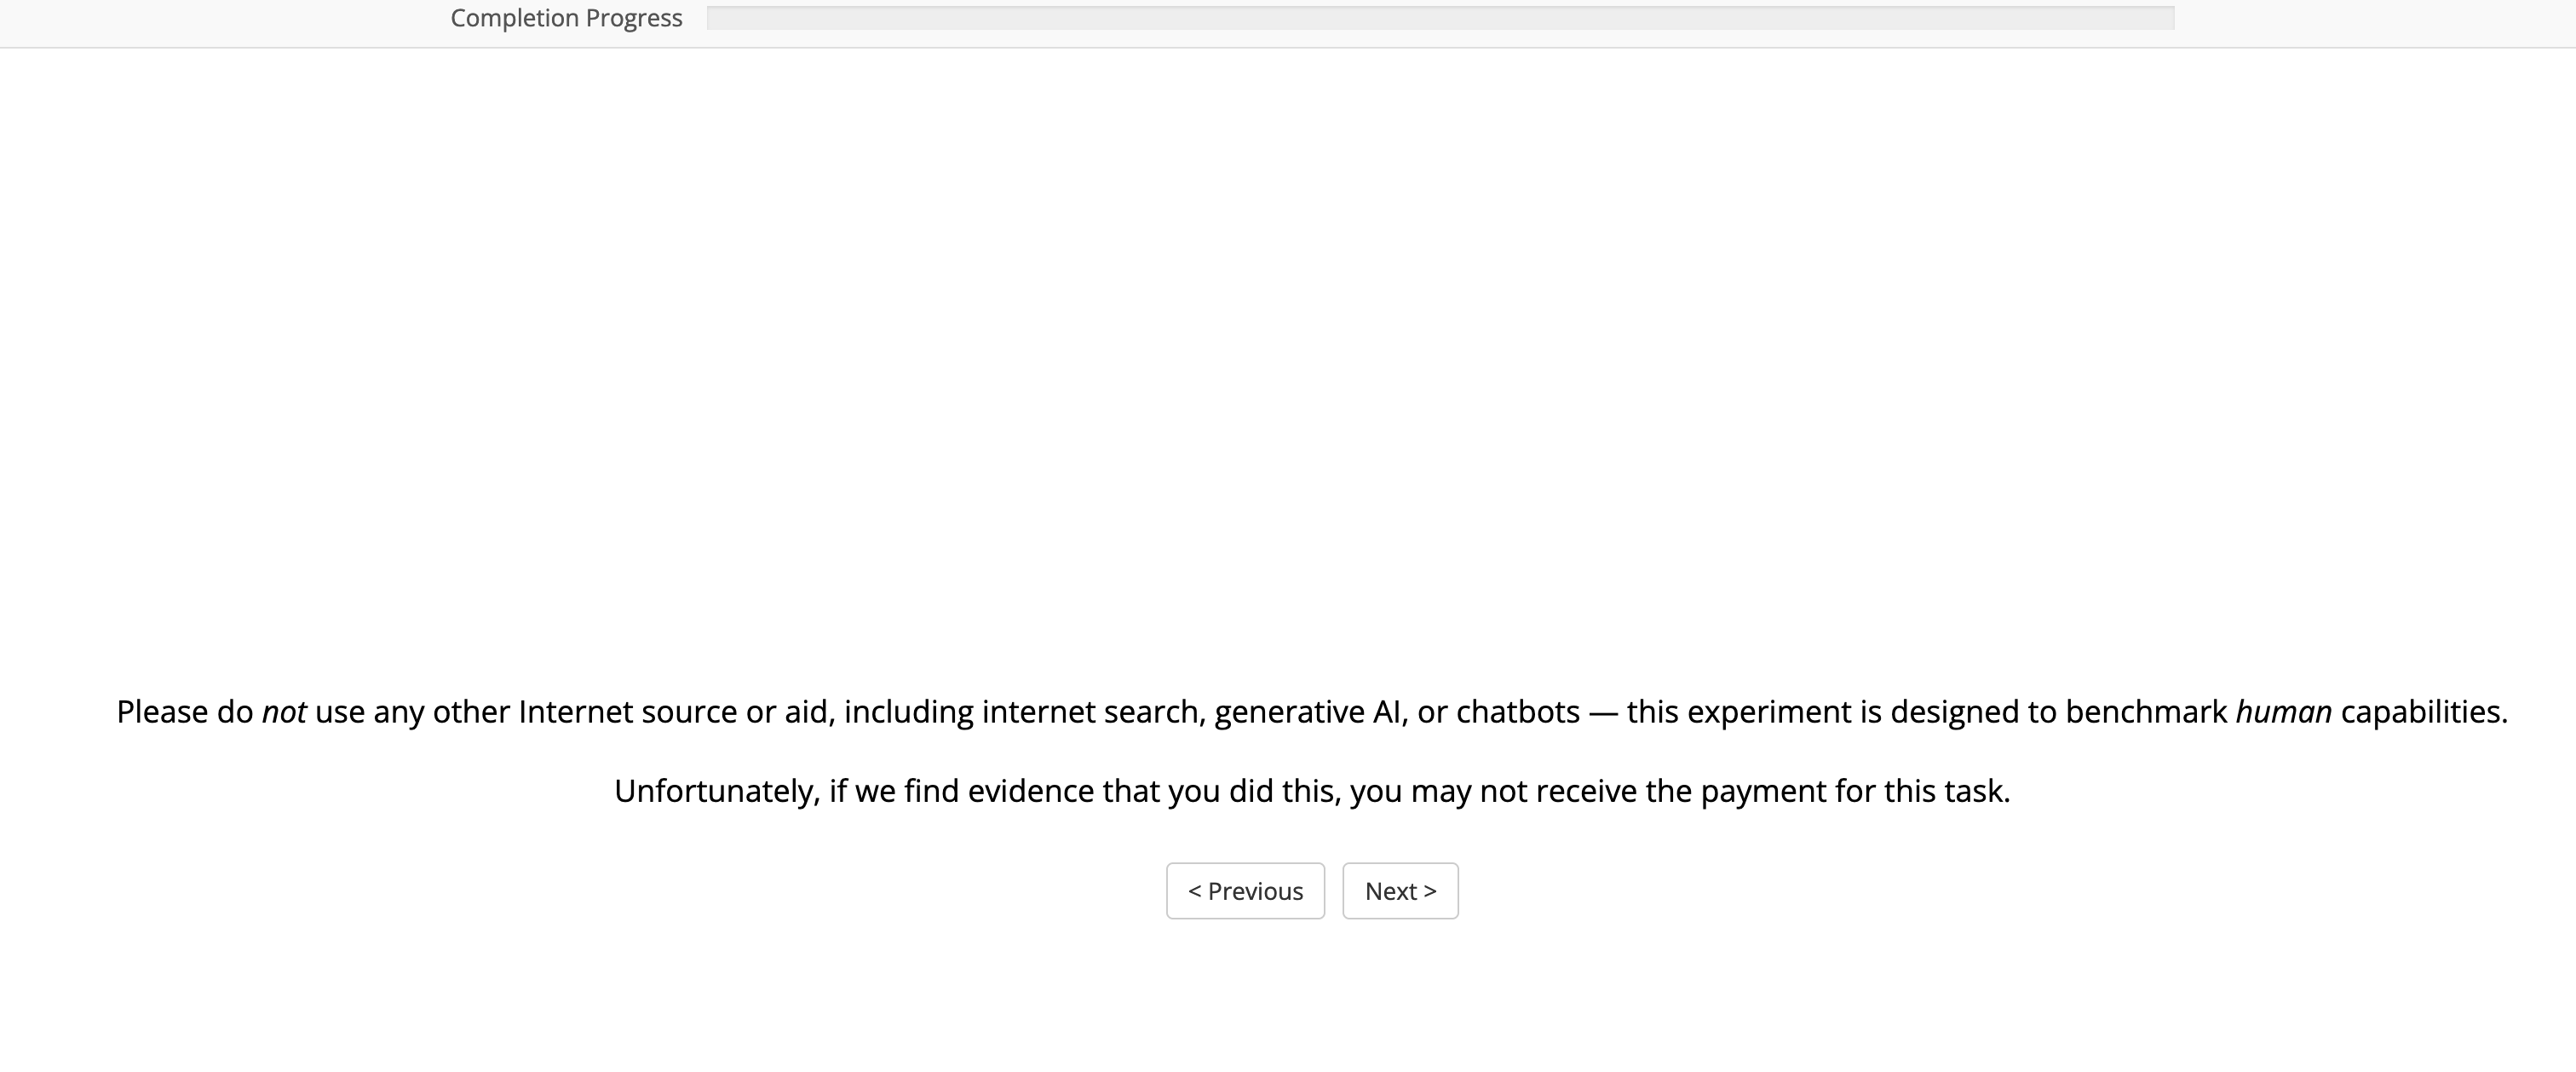 Completion Progress
Please do not use any other Internet source or aid, including internet search, generative AI, or chatbots — this experiment is designed to benchmark human capabilities.
Unfortunately, if we find evidence that you did this, you may not receive the payment for this task.
< Previous
Next >